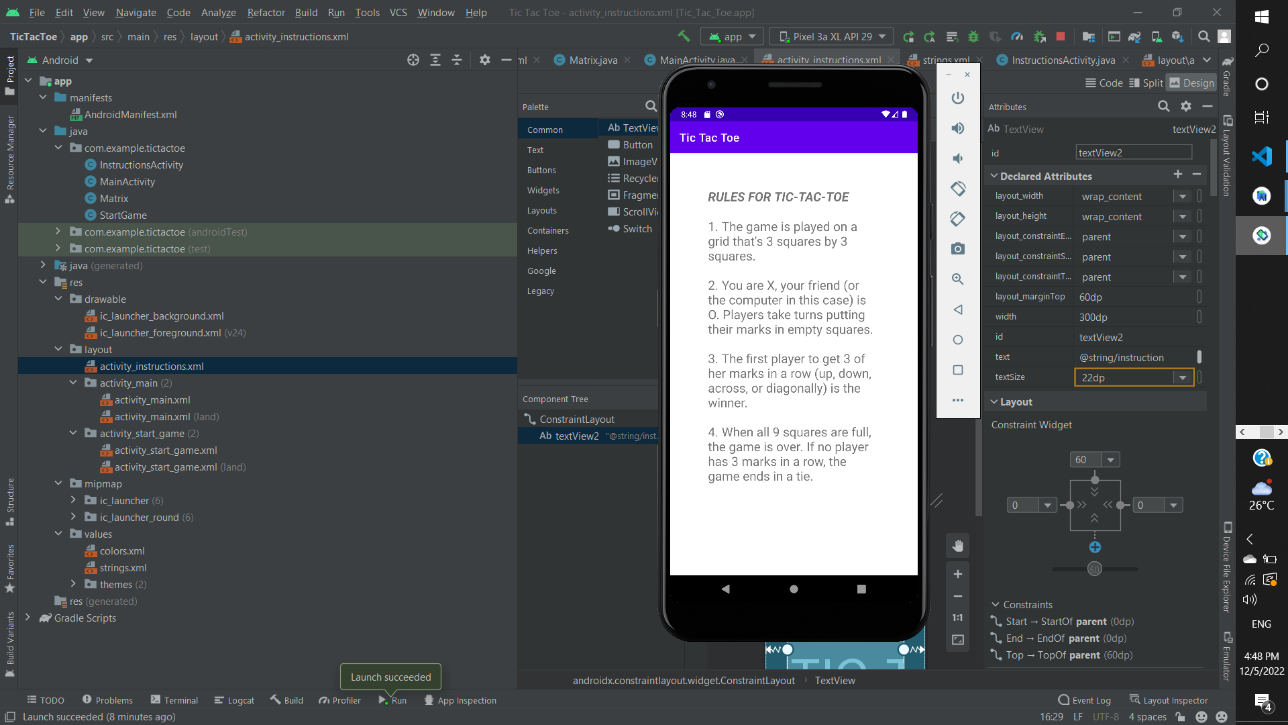 File Edit View Navigate Code Analyze Refactor Build Run Tools VCS Window Help Tic Tac Toe - activity_instructions.xml [Tic_Tac_Toe.app]
TicTacToe app src main res layout activity_instructions.xml app Pixel 3a XL API 29
Android
ml Matrix.java MainActivity.java activity_instructions.xml strings.xml InstructionsActivity.java layout\a
Code Split Design
Project
Resource Manager
Structure
Favorites
Build Variants
app
manifests
AndroidManifest.xml
java
com.example.tictactoe
InstructionsActivity
MainActivity
Matrix
StartGame
com.example.tictactoe (androidTest)
com.example.tictactoe (test)
java (generated)
res
drawable
ic_launcher_background.xml
ic_launcher_foreground.xml (v24)
layout
activity_instructions.xml
activity_main (2)
activity_main.xml
activity_main.xml (land)
activity_start_game (2)
activity_start_game.xml
activity_start_game.xml (land)
mipmap
ic_launcher (6)
ic_launcher_round (6)
values
colors.xml
strings.xml
themes (2)
res (generated)
Gradle Scripts
Palette
Common
Text
Buttons
Widgets
Layouts
Containers
Helpers
Google
Legacy
Ab TextVie
Button
ImageV
Recycler
Fragmen
ScrollVi
Switch
Component Tree
ConstraintLayout
Ab textView2 "@string/inst
8:48
Tic Tac Toe
RULES FOR TIC-TAC-TOE
1. The game is played on a
grid that's 3 squares by 3
squares.
2. You are X, your friend (or
the computer in this case) is
O. Players take turns putting
their marks in empty squares.
3. The first player to get 3 of
her marks in a row (up, down,
across, or diagonally) is the
winner.
4. When all 9 squares are full,
the game is over. If no player
has 3 marks in a row, the
game ends in a tie.
1:1
Attributes
Ab TextView textView2
id textView2
Declared Attributes
layout_width wrap_content
layout_height wrap_content
layout_constraintE... parent
layout_constraintS... parent
layout_constraintT... parent
layout_marginTop 60dp
width 300dp
id textView2
text @string/instruction
textSize 22dp
Layout
Constraint Widget
60
0 0
50
Constraints
Start → StartOf parent (0dp)
End → EndOf parent (0dp)
Top → TopOf parent (60dp)
Gradle
Layout Validation
Device File Explorer
Emulator
androidx.constraintlayout.widget.ConstraintLayout TextView
Launch succeeded
TODO Problems Terminal Logcat Build Profiler Run App Inspection Event Log Layout Inspector
Launch succeeded (8 minutes ago) 16:29 LF UTF-8 4 spaces
26°C
ENG
4:48 PM
12/5/2022
4